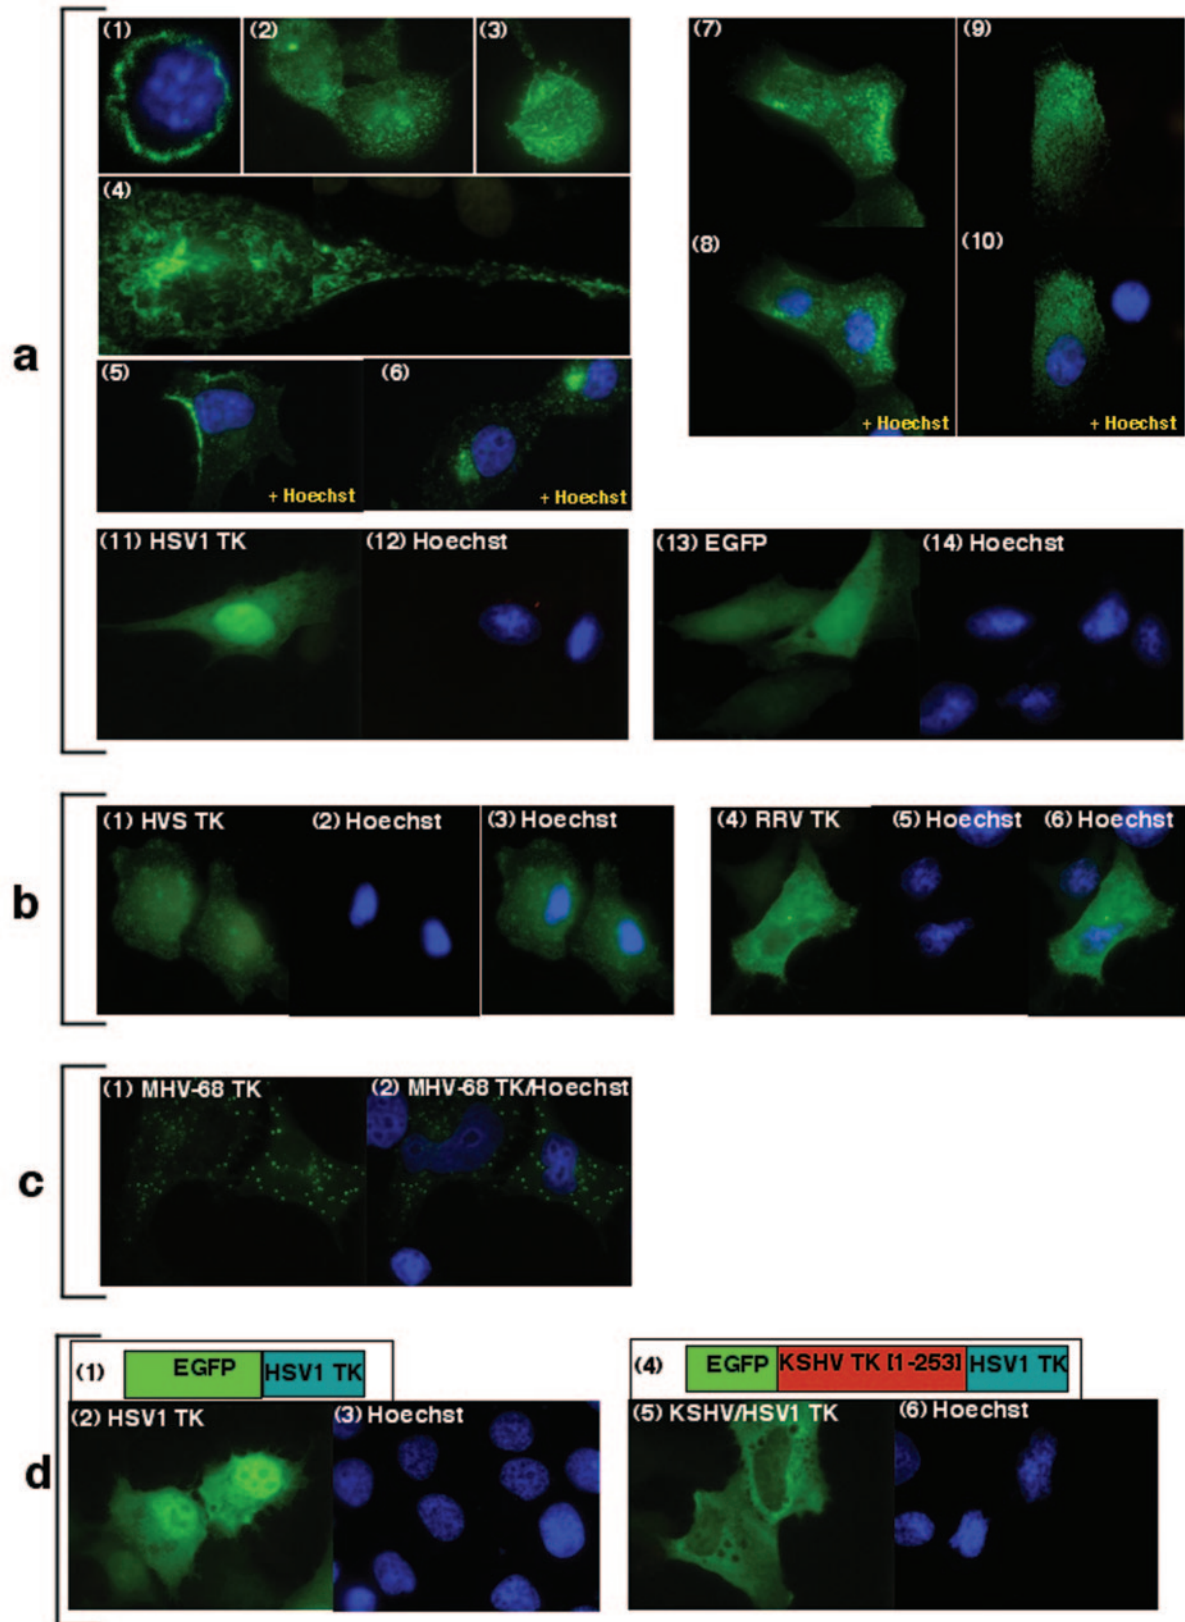 a
(1) (2) (3)
(7) (9)
(4)
(8) (10)
+ Hoechst + Hoechst
(5) (6)
+ Hoechst + Hoechst
(11) HSV1 TK (12) Hoechst (13) EGFP (14) Hoechst
b
(1) HVS TK (2) Hoechst (3) Hoechst (4) RRV TK (5) Hoechst (6) Hoechst
c
(1) MHV-68 TK (2) MHV-68 TK/Hoechst
d
(1) EGFP HSV1 TK
(4) EGFP KSHV TK [1-253] HSV1 TK
(2) HSV1 TK (3) Hoechst (5) KSHV/HSV1 TK (6) Hoechst